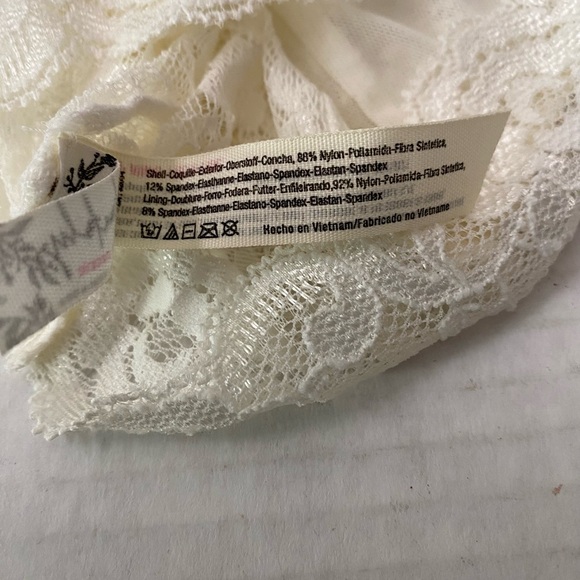 Shell-Coquille-Exterior-Oberstoff-Concha, 88% Nylon-Poliamida-Fibra Sintetica,
12% Spandex-Elasthanne-Elastano-Spandex-Elastan-Spandex
Lining-Doublure-Forro-Fodera-Futter-Enfileirando, 92% Nylon-Poliamida-Fibra Sintetica,
8% Spandex-Elasthanne-Elastano-Spandex-Elastan-Spandex
Hecho en Vietnam/Fabricado no Vietname